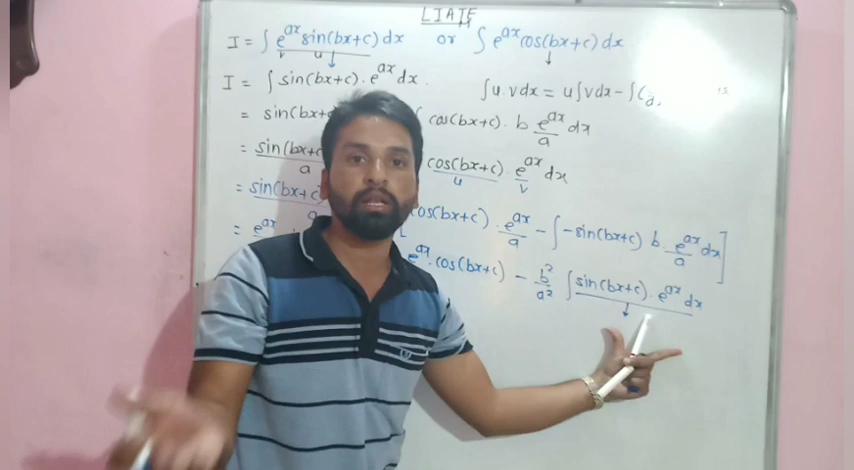 LIATE
I = ∫ e^ax sin(bx+c) dx or ∫ e^ax cos(bx+c) dx
v u
I = ∫ sin(bx+c) . e^ax dx . ∫u.vdx = u∫vdx - ∫(d
= sin(bx+c ∫ cos(bx+c) . b e^ax/a dx
= sin(bx+c / a cos(bx+c) . e^ax/a dx
u v
= sin(bx+c) / a [cos(bx+c) . e^ax/a - ∫ -sin(bx+c) b . e^ax/a dx]
= e^ax e^ax . cos(bx+c) - b²/a² ∫ sin(bx+c) . e^ax dx